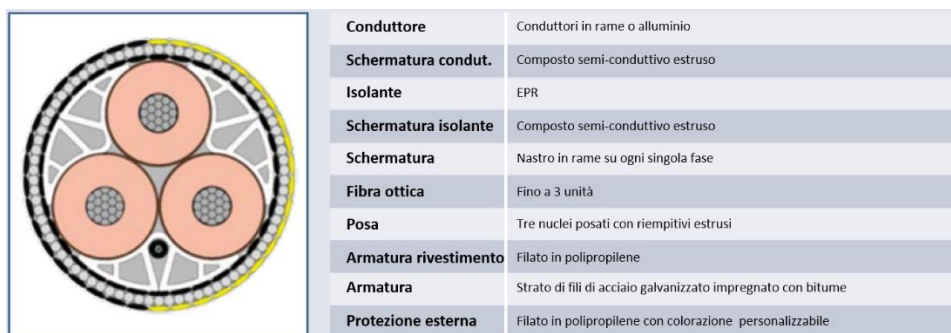 Conduttore Conduttori in rame o alluminio
Schermatura condut. Composto semi-conduttivo estruso
Isolante EPR
Schermatura isolante Composto semi-conduttivo estruso
Schermatura Nastro in rame su ogni singola fase
Fibra ottica Fino a 3 unità
Posa Tre nuclei posati con riempitivi estrusi
Armatura rivestimento Filato in polipropilene
Armatura Strato di fili di acciaio galvanizzato impregnato con bitume
Protezione esterna Filato in polipropilene con colorazione personalizzabile